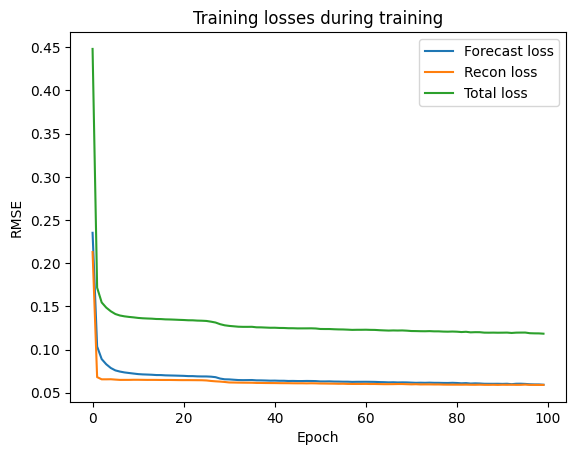 Training losses during training
0.45
0.40
0.35
0.30
0.25
0.20
0.15
0.10
0.05
RMSE
Forecast loss
Recon loss
Total loss
0 20 40 60 80 100
Epoch